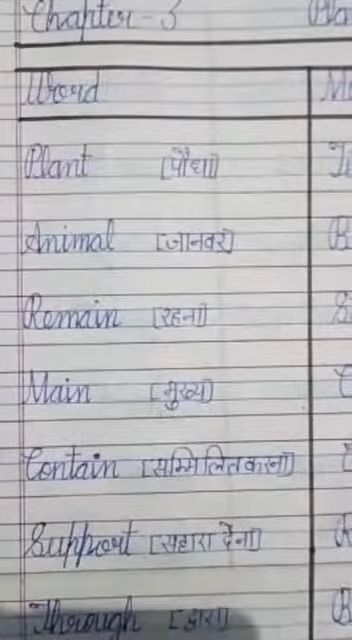 Chapter - 3
Word
Plant [पौधा]
Animal [जानवर]
Remain [रहना]
Main [मुख्य]
Contain [सम्मिलित करना]
Support [सहारा देना]
Through [द्वारा]